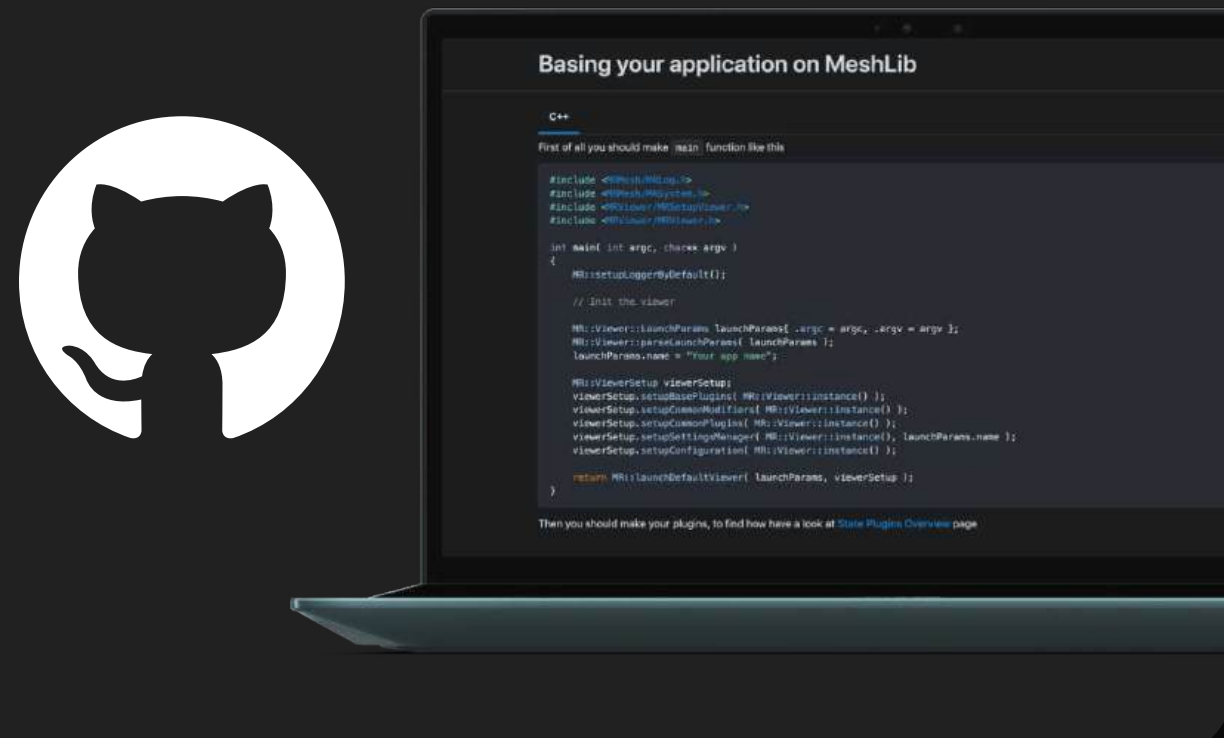 Basing your application on MeshLib
C++
First of all you should make main function like this
#include <MRMesh/MRLog.h>
#include <MRMesh/MRSystem.h>
#include <MRViewer/MRSetupViewer.h>
#include <MRViewer/MRViewer.h>
int main( int argc, char** argv )
{
MR::setupLoggerByDefault();
// Init the viewer
MR::Viewer::LaunchParams launchParams{ .argc = argc, .argv = argv };
MR::Viewer::parseLaunchParams( launchParams );
launchParams.name = "Your app name";
MR::ViewerSetup viewerSetup;
viewerSetup.setupBasePlugins( MR::Viewer::instance() );
viewerSetup.setupCommonModifiers( MR::Viewer::instance() );
viewerSetup.setupCommonPlugins( MR::Viewer::instance() );
viewerSetup.setupSettingsManager( MR::Viewer::instance(), launchParams.name );
viewerSetup.setupConfiguration( MR::Viewer::instance() );
return MR::launchDefaultViewer( launchParams, viewerSetup );
}
Then you should make your plugins, to find how have a look at State Plugins Overview page